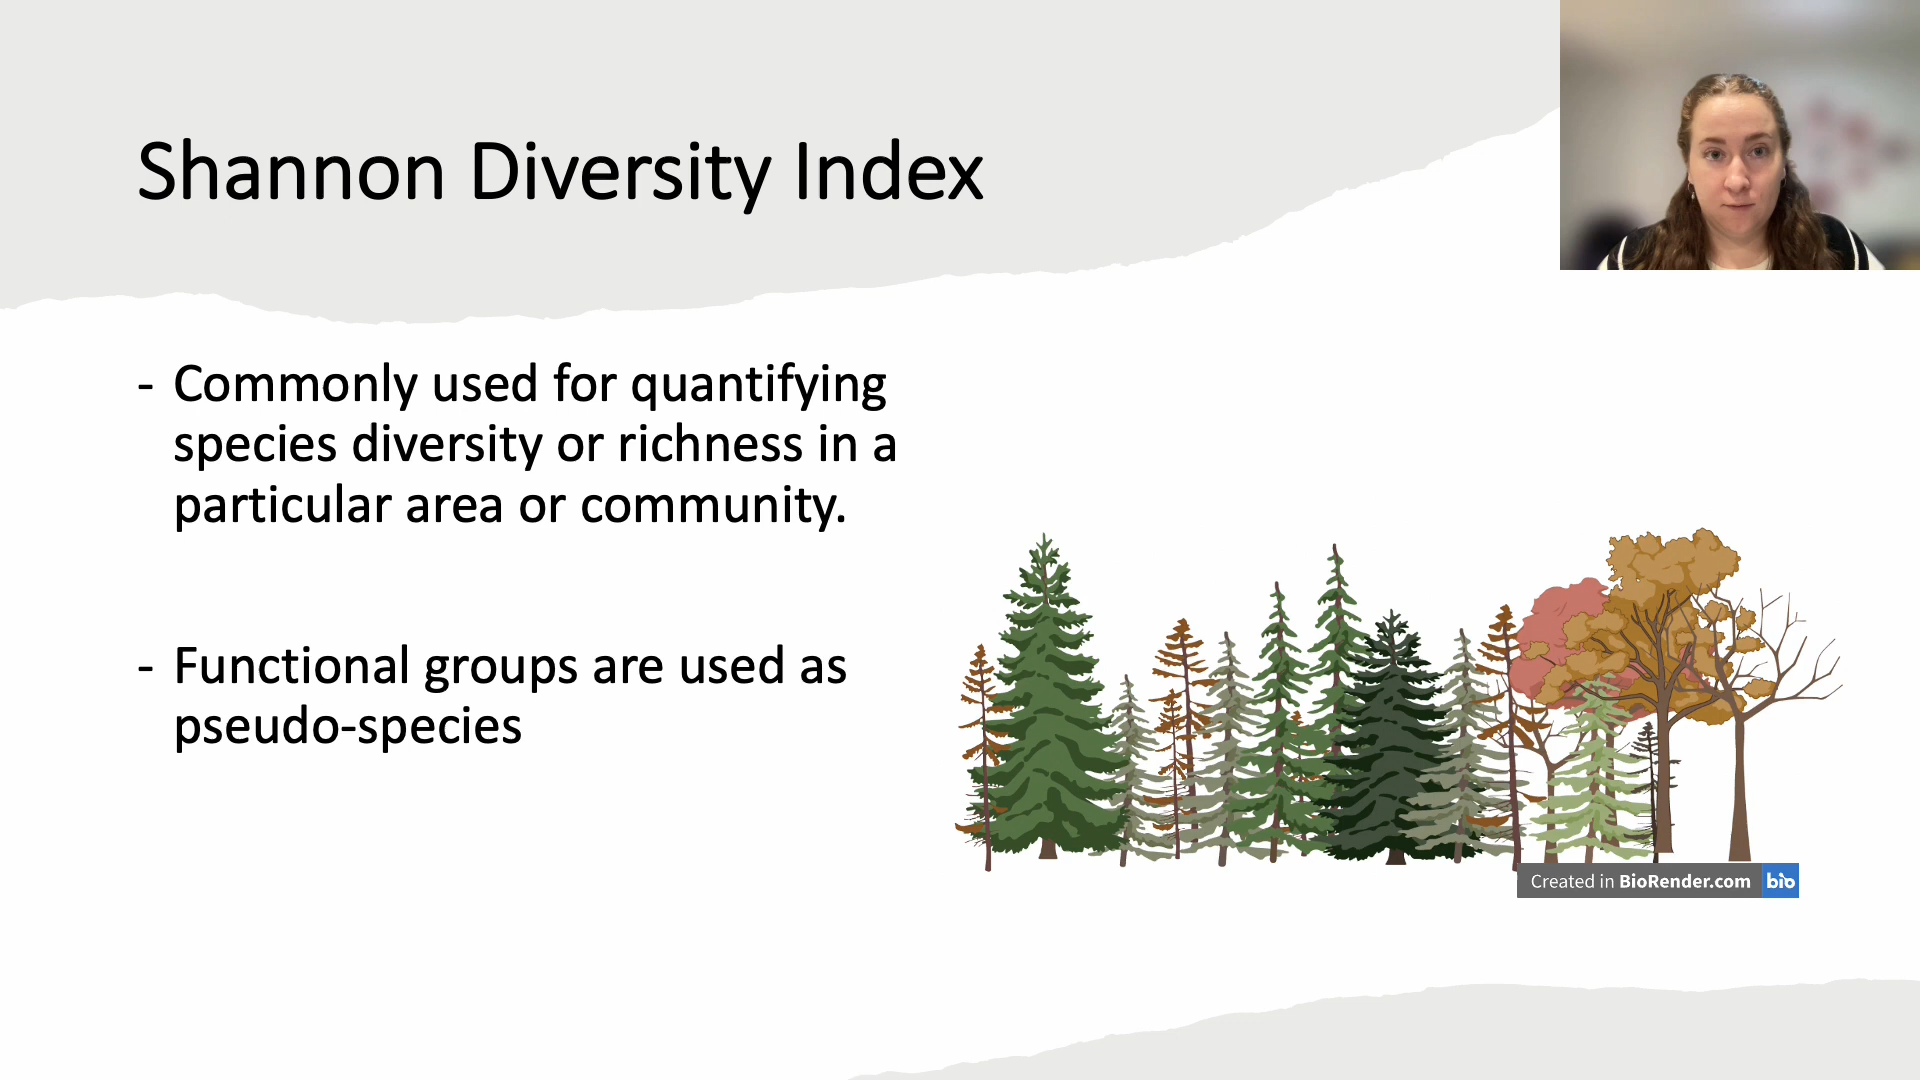 Shannon Diversity Index
- Commonly used for quantifying
species diversity or richness in a
particular area or community.
- Functional groups are used as
pseudo-species
Created in BioRender.com bio